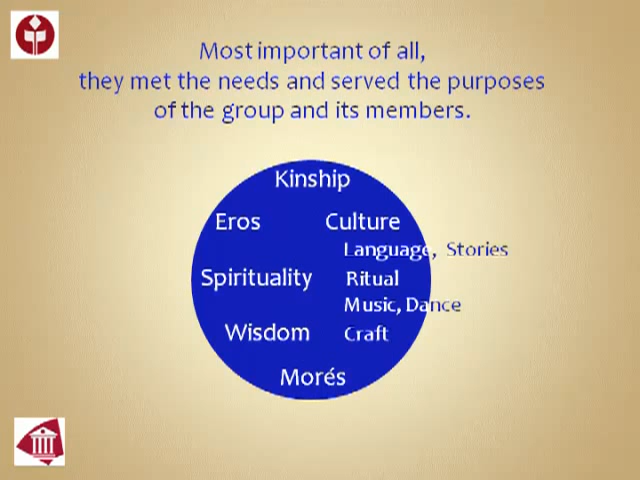 Most important of all,
they met the needs and served the purposes
of the group and its members.
Kinship
Eros
Culture
Language, Stories
Spirituality
Ritual
Music, Dance
Wisdom
Craft
Morés